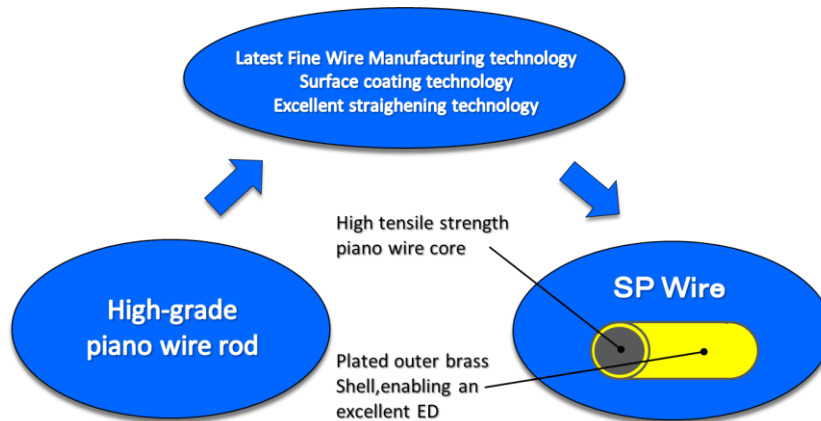 Latest Fine Wire Manufacturing technology
Surface coating technology
Excellent straighening technology
High tensile strength
piano wire core
High-grade
piano wire rod
SP Wire
Plated outer brass
Shell,enabling an
excellent ED